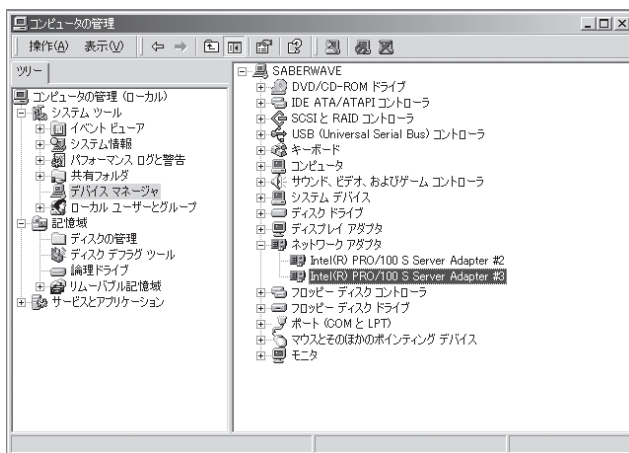 コンピュータの管理
操作(A) 表示(V)
ツリー
コンピュータの管理 (ローカル)
システム ツール
イベント ビューア
システム情報
パフォーマンス ログと警告
共有フォルダ
デバイス マネージャ
ローカル ユーザーとグループ
記憶域
ディスクの管理
ディスク デフラグ ツール
論理ドライブ
リムーバブル記憶域
サービスとアプリケーション
SABERWAVE
DVD/CD-ROM ドライブ
IDE ATA/ATAPI コントローラ
SCSI と RAID コントローラ
USB (Universal Serial Bus) コントローラ
キーボード
コンピュータ
サウンド、ビデオ、およびゲーム コントローラ
システム デバイス
ディスク ドライブ
ディスプレイ アダプタ
ネットワーク アダプタ
Intel(R) PRO/100 S Server Adapter #2
Intel(R) PRO/100 S Server Adapter #3
フロッピー ディスク コントローラ
フロッピー ディスク ドライブ
ポート (COM と LPT)
マウスとそのほかのポインティング デバイス
モニタ